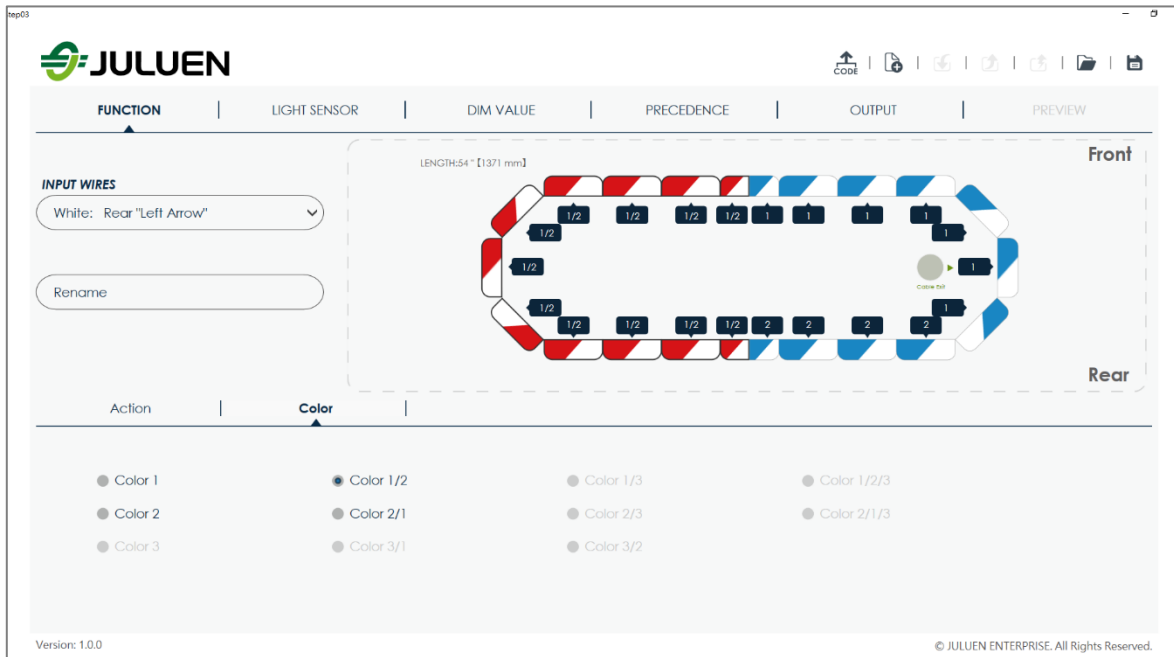 tep03
JULUEN
CODE
FUNCTION
LIGHT SENSOR
DIM VALUE
PRECEDENCE
OUTPUT
PREVIEW
INPUT WIRES
White: Rear "Left Arrow"
Rename
LENGTH:54 " 【1371 mm】
Front
1/2 1/2 1/2 1/2 1 1 1 1
1/2 1
1/2 1
Cable Exit
1/2 1
1/2 1/2 1/2 1/2 2 2 2 2
Rear
Action
Color
Color 1 Color 1/2 Color 1/3 Color 1/2/3
Color 2 Color 2/1 Color 2/3 Color 2/1/3
Color 3 Color 3/1 Color 3/2
Version: 1.0.0
© JULUEN ENTERPRISE. All Rights Reserved.